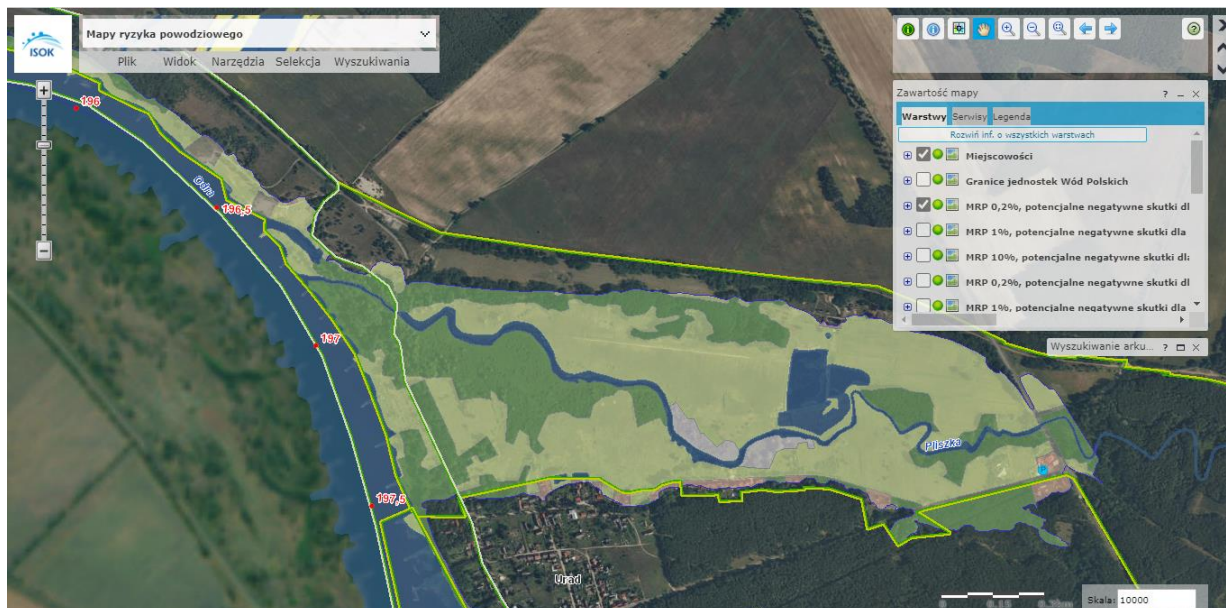 ISOK
Mapy ryzyka powodziowego
Plik Widok Narzędzia Selekcja Wyszukiwania
Zawartość mapy
Warstwy Serwisy Legenda
Rozwiń inf. o wszystkich warstwach
Miejscowości
Granice jednostek Wód Polskich
MRP 0,2%, potencjalne negatywne skutki dl
MRP 1%, potencjalne negatywne skutki dla
MRP 10%, potencjalne negatywne skutki dla
MRP 0,2%, potencjalne negatywne skutki dl
MRP 1%, potencjalne negatywne skutki dla
Wyszukiwanie arku...
196
Odra
196,5
197
Pliszka
197,5
Urad
0
Skala: 10000